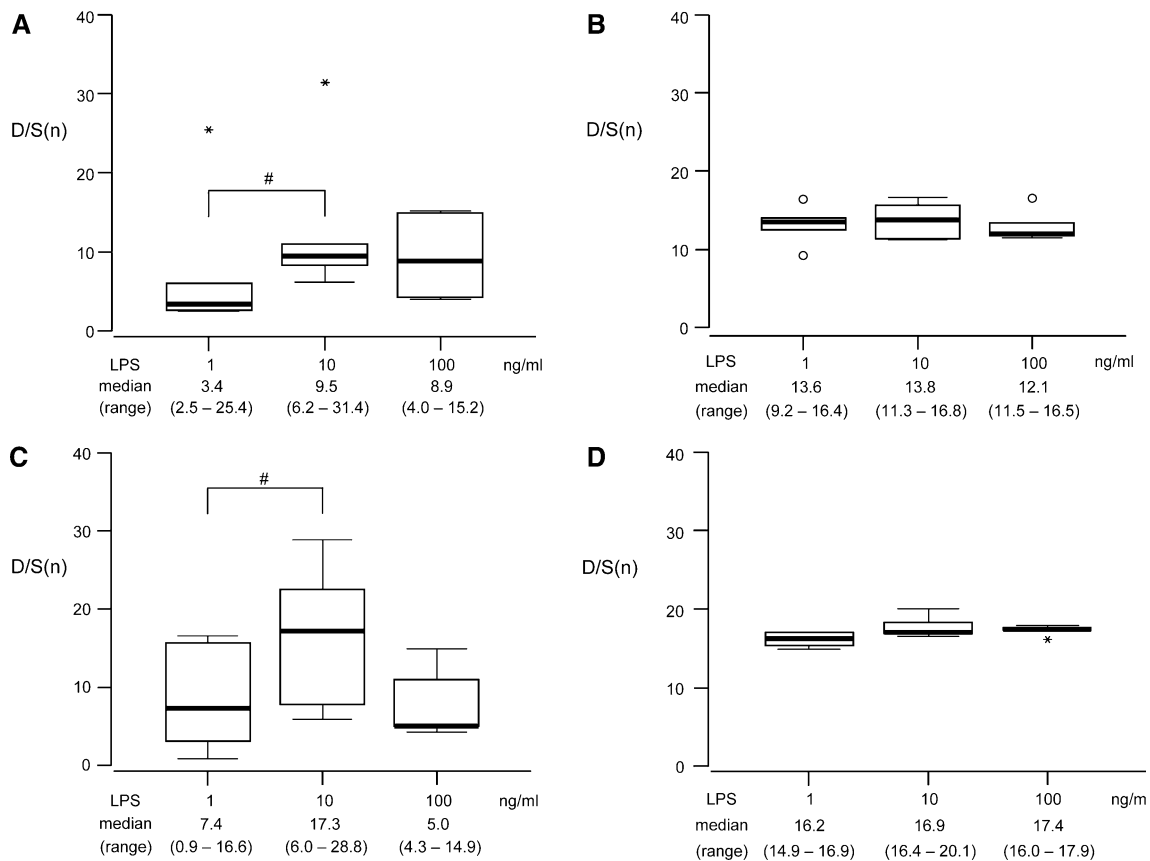 A
40
30
D/S(n)
*
*
20
#
10
0
LPS 1 10 100 ng/ml
median 3.4 9.5 8.9
(range) (2.5 – 25.4) (6.2 – 31.4) (4.0 – 15.2)
B
40
30
D/S(n)
20
10
0
LPS 1 10 100 ng/ml
median 13.6 13.8 12.1
(range) (9.2 – 16.4) (11.3 – 16.8) (11.5 – 16.5)
C
40
#
30
D/S(n)
20
10
0
LPS 1 10 100 ng/ml
median 7.4 17.3 5.0
(range) (0.9 – 16.6) (6.0 – 28.8) (4.3 – 14.9)
D
40
30
D/S(n)
20
*
10
0
LPS 1 10 100 ng/m
median 16.2 16.9 17.4
(range) (14.9 – 16.9) (16.4 – 20.1) (16.0 – 17.9)